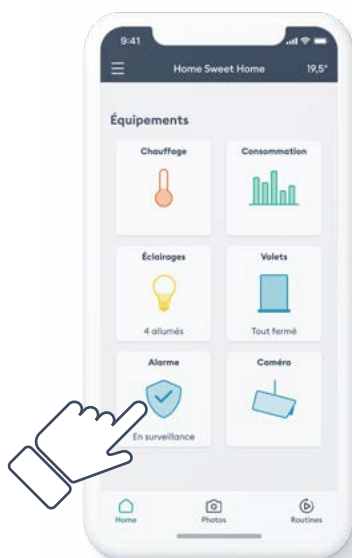 9:41
Home Sweet Home 19,5°
Équipements
Chauffage Consommation
Éclairages Volets
4 allumés Tout fermé
Alarme Caméra
En surveillance
Home Photos Routines